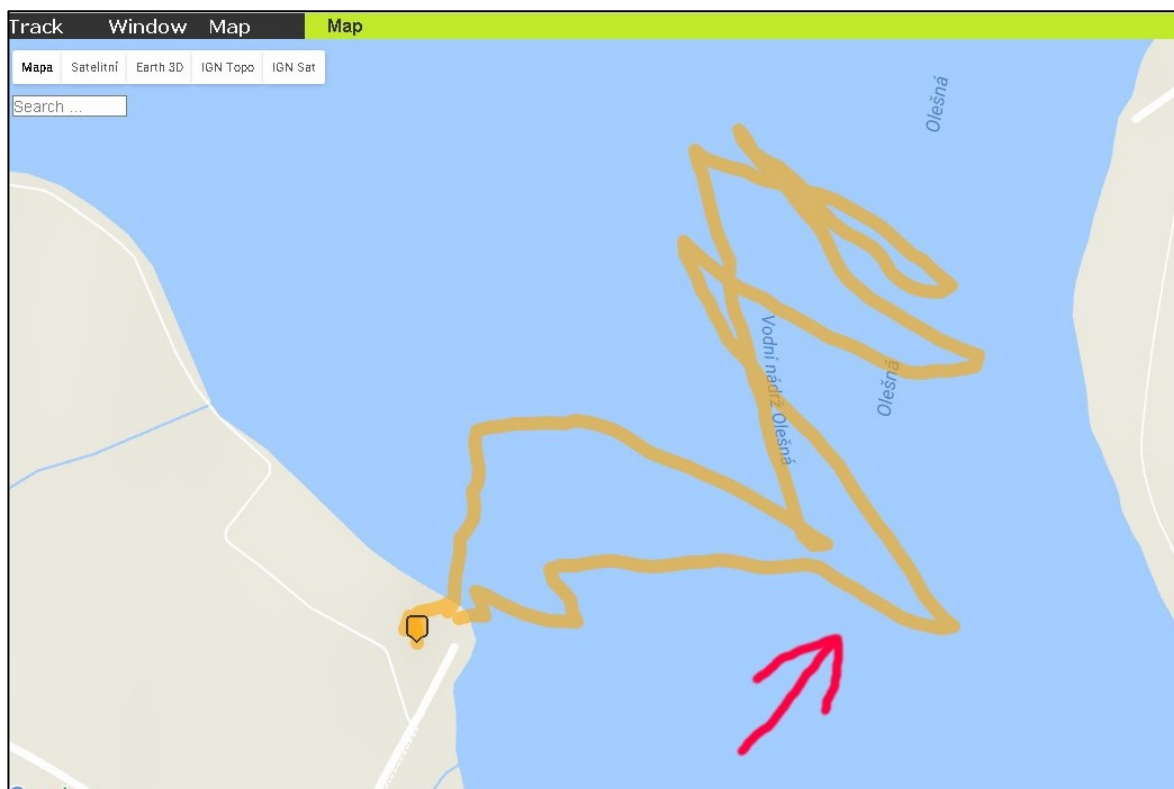 Track Window Map Map
Mapa Satelitní Earth 3D IGN Topo IGN Sat
Search ...
Olešná
Vodní nádrž Olešná
Olešná